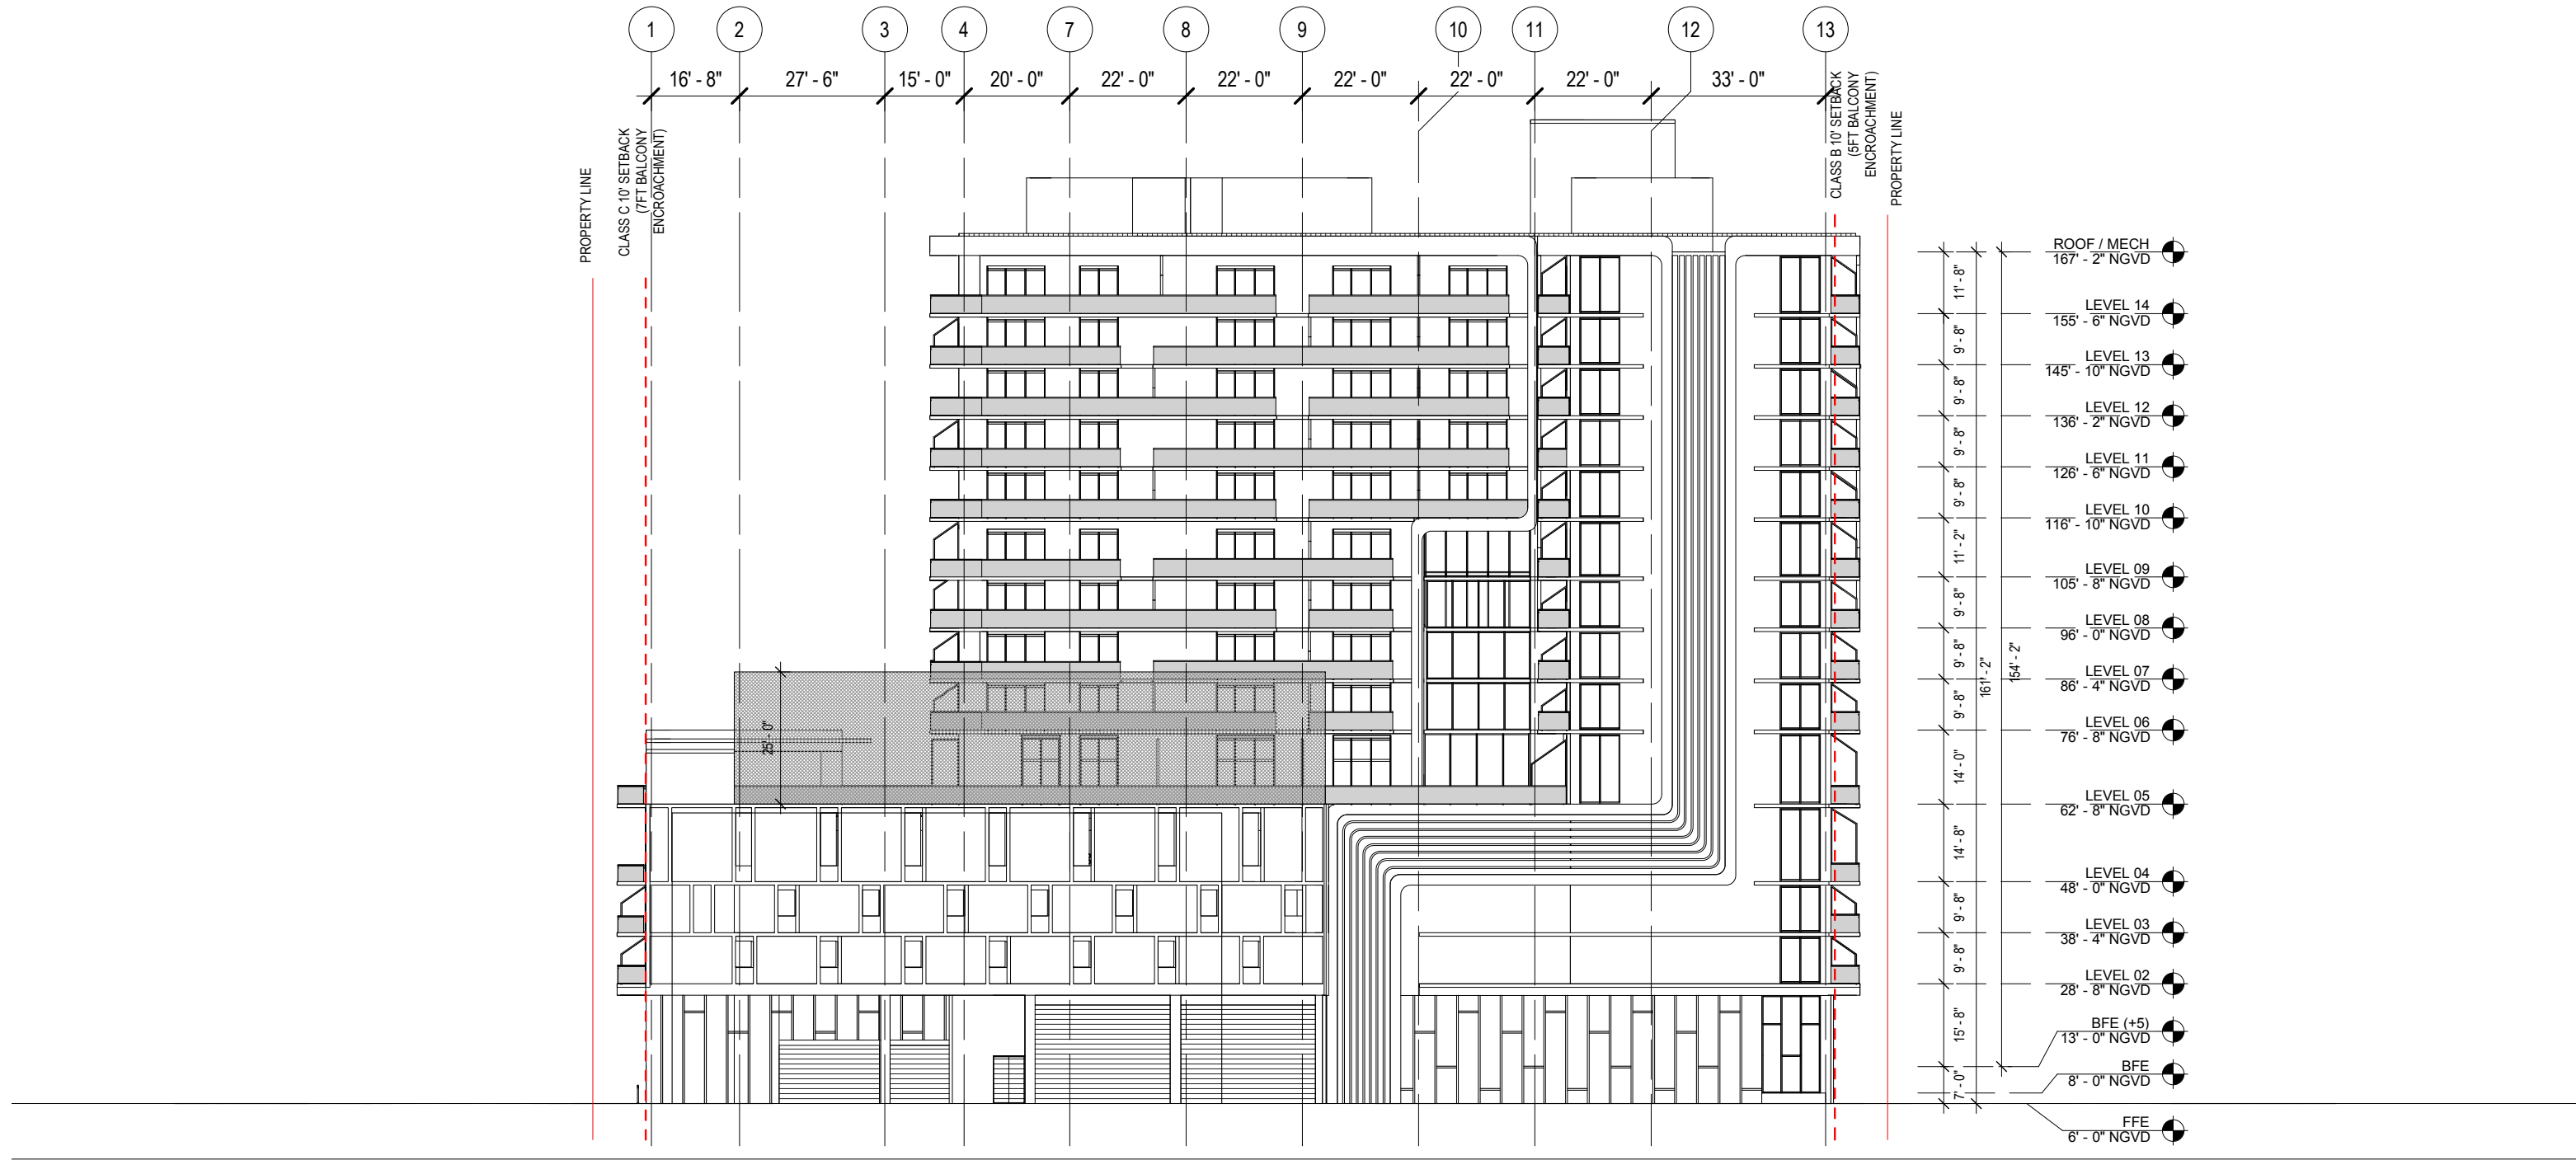 1
2
3
4
7
8
9
10
11
12
13
16' - 8"
27' - 6"
15' - 0"
20' - 0"
22' - 0"
22' - 0"
22' - 0"
22' - 0"
22' - 0"
33' - 0"
PROPERTY LINE
CLASS C 10' SETBACK
(7FT BALCONY
ENCROACHMENT)
CLASS B 10' SETBACK
(5FT BALCONY
ENCROACHMENT)
PROPERTY LINE
25' - 0"
11' - 8"
9' - 8"
9' - 8"
9' - 8"
9' - 8"
11' - 2"
9' - 8"
9' - 8"
9' - 8"
14' - 0"
14' - 8"
9' - 8"
9' - 8"
15' - 8"
7' - 0"
161' - 2"
154' - 2"
ROOF / MECH
167' - 2" NGVD
LEVEL 14
155' - 6" NGVD
LEVEL 13
145' - 10" NGVD
LEVEL 12
136' - 2" NGVD
LEVEL 11
126' - 6" NGVD
LEVEL 10
116' - 10" NGVD
LEVEL 09
105' - 8" NGVD
LEVEL 08
96' - 0" NGVD
LEVEL 07
86' - 4" NGVD
LEVEL 06
76' - 8" NGVD
LEVEL 05
62' - 8" NGVD
LEVEL 04
48' - 0" NGVD
LEVEL 03
38' - 4" NGVD
LEVEL 02
28' - 8" NGVD
BFE (+5)
13' - 0" NGVD
BFE
8' - 0" NGVD
FFE
6' - 0" NGVD